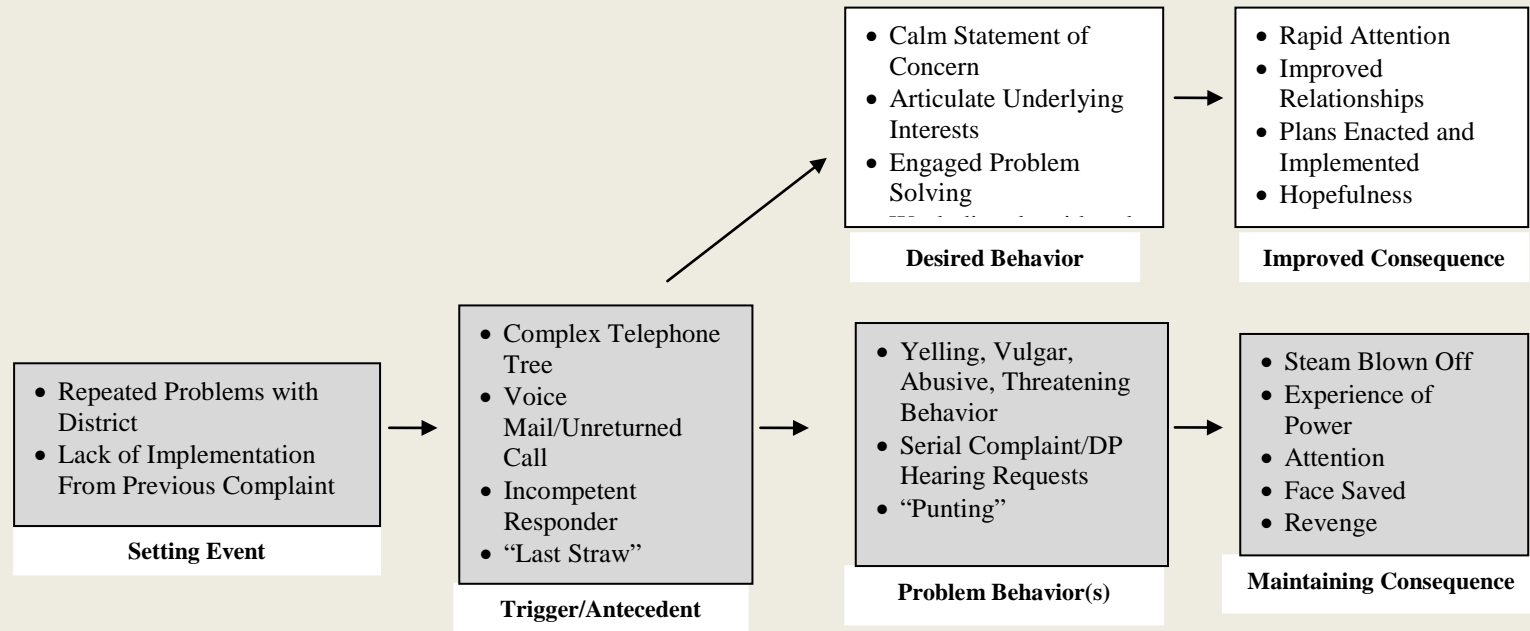 • Calm Statement of
Concern
• Articulate Underlying
Interests
• Engaged Problem
Solving
Desired Behavior
• Rapid Attention
• Improved
Relationships
• Plans Enacted and
Implemented
• Hopefulness
Improved Consequence
• Repeated Problems with
District
• Lack of Implementation
From Previous Complaint
Setting Event
• Complex Telephone
Tree
• Voice
Mail/Unreturned
Call
• Incompetent
Responder
• “Last Straw”
Trigger/Antecedent
• Yelling, Vulgar,
Abusive, Threatening
Behavior
• Serial Complaint/DP
Hearing Requests
• “Punting”
Problem Behavior(s)
• Steam Blown Off
• Experience of
Power
• Attention
• Face Saved
• Revenge
Maintaining Consequence